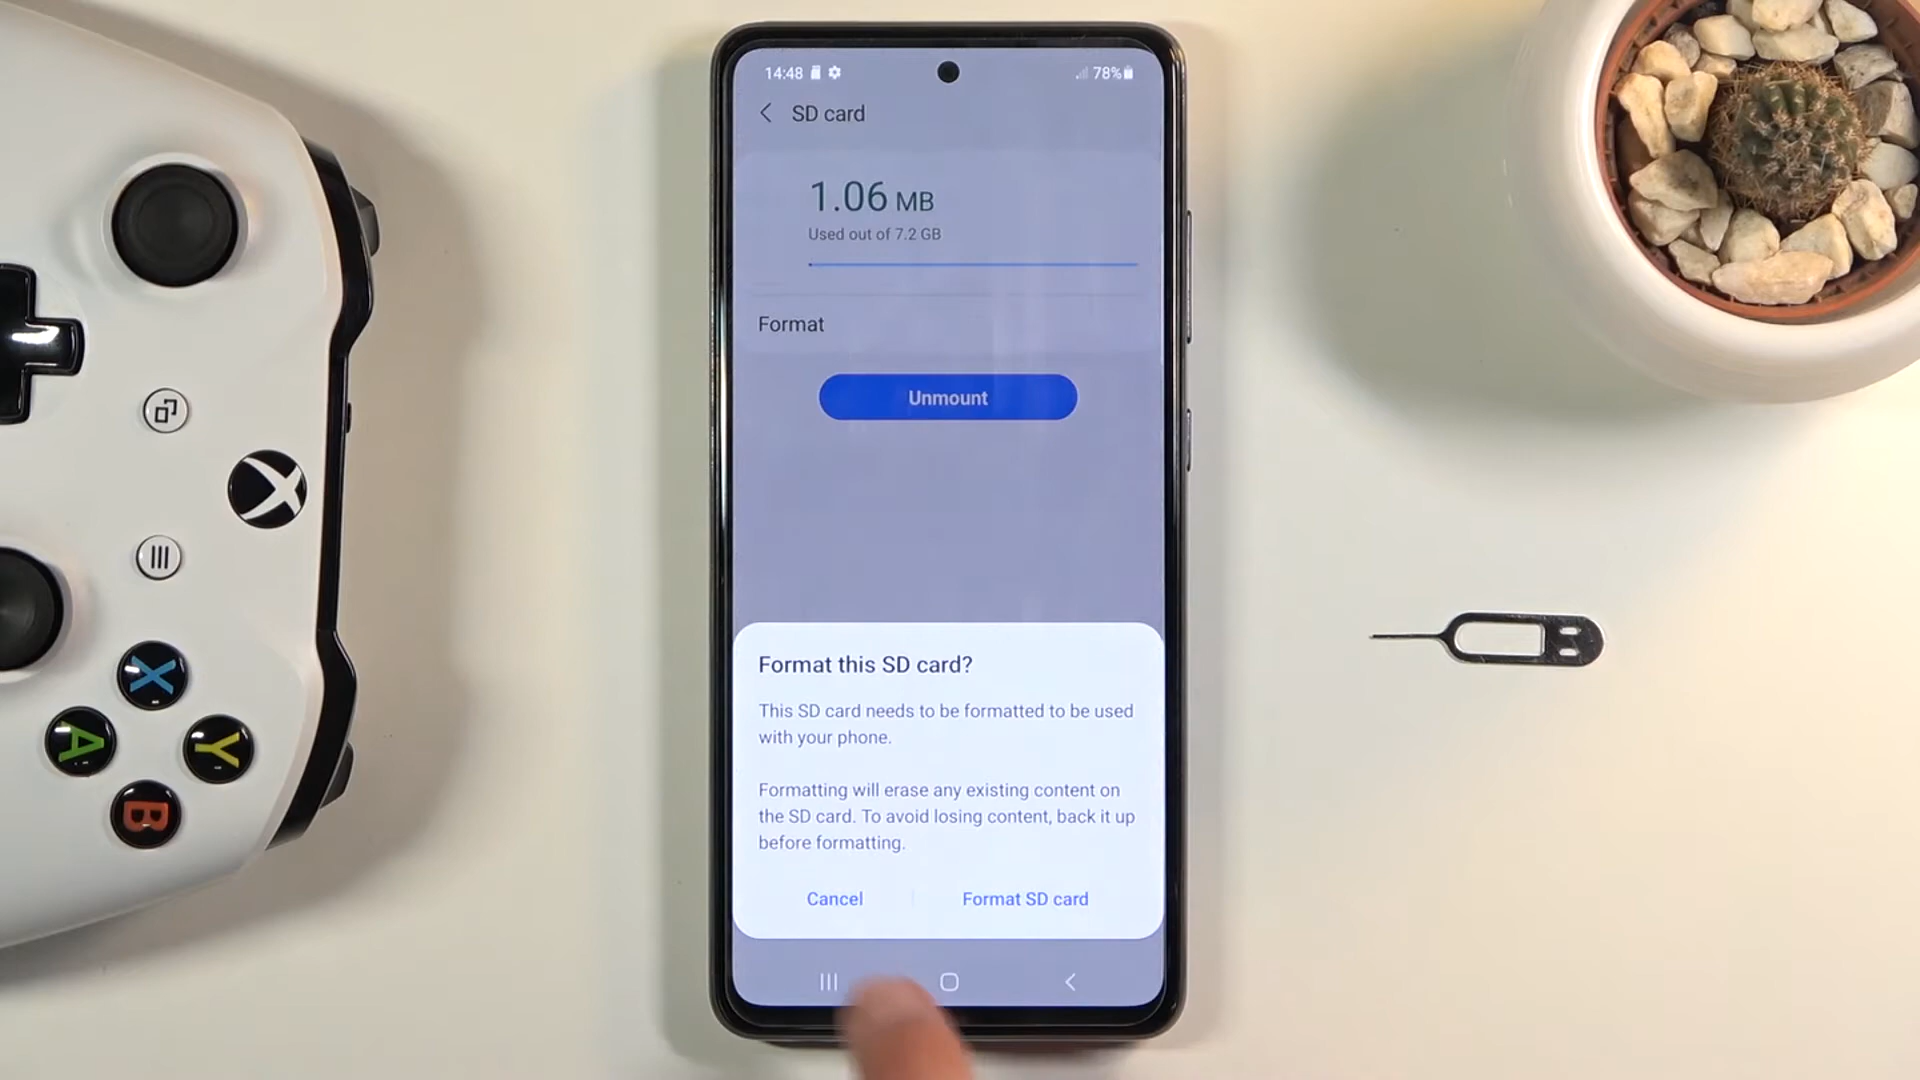 14:48
78%
SD card
1.06 MB
Used out of 7.2 GB
Format
Unmount
Format this SD card?
This SD card needs to be formatted to be used
with your phone.
Formatting will erase any existing content on
the SD card. To avoid losing content, back it up
before formatting.
Cancel
Format SD card
X
A
Y
B